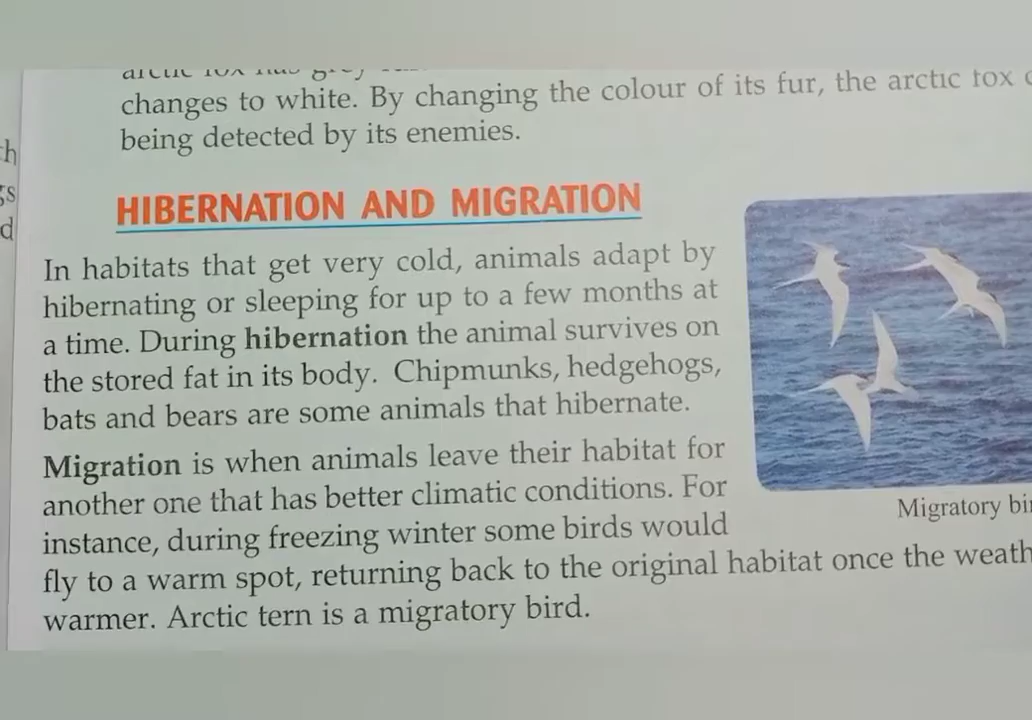 changes to white. By changing the colour of its fur, the arctic fox
being detected by its enemies.
HIBERNATION AND MIGRATION
In habitats that get very cold, animals adapt by
hibernating or sleeping for up to a few months at
a time. During hibernation the animal survives on
the stored fat in its body. Chipmunks, hedgehogs,
bats and bears are some animals that hibernate.
Migration is when animals leave their habitat for
another one that has better climatic conditions. For
instance, during freezing winter some birds would
fly to a warm spot, returning back to the original habitat once the
warmer. Arctic tern is a migratory bird.
Migratory